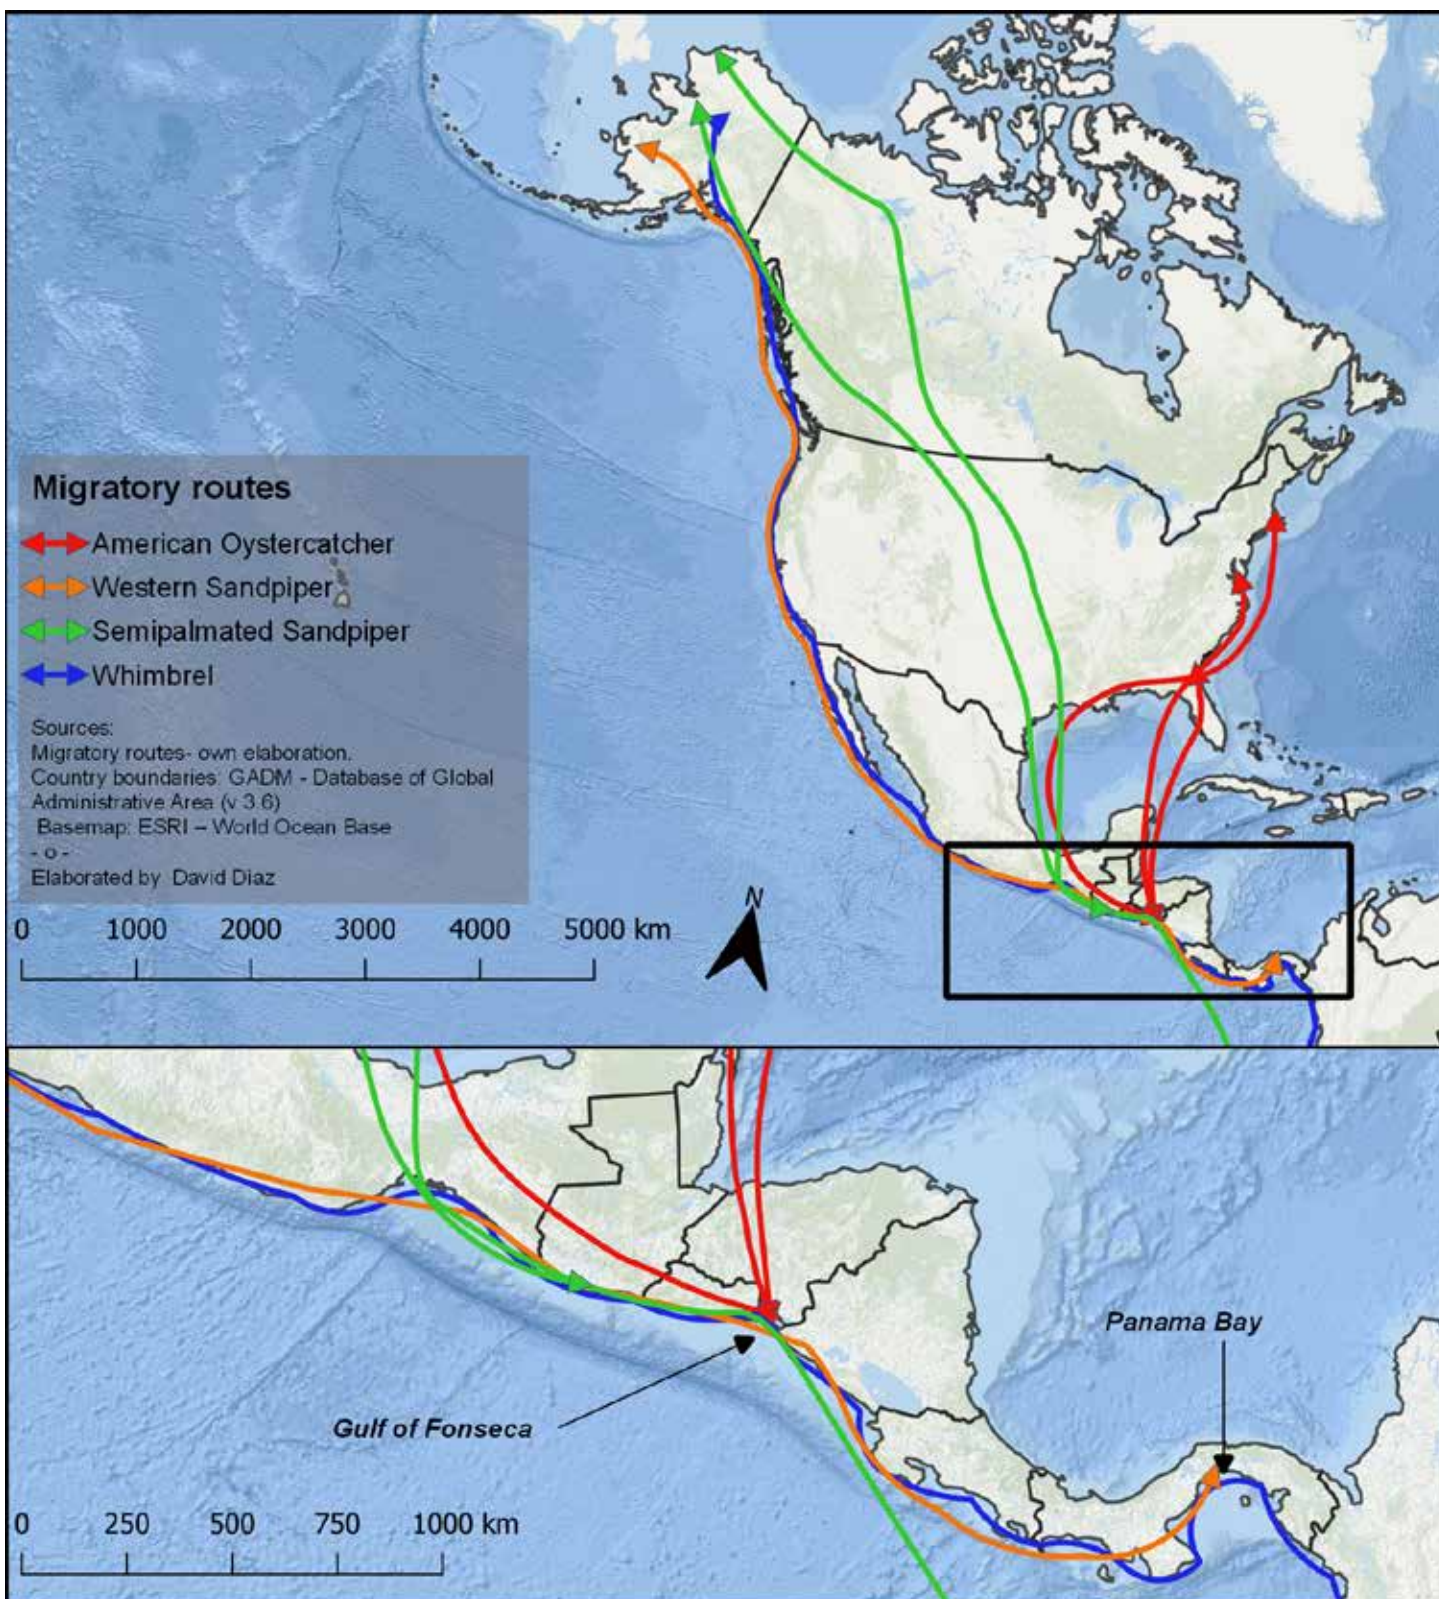 Migratory routes
American Oystercatcher
Western Sandpiper
Semipalmated Sandpiper
Whimbrel
Sources:
Migratory routes- own elaboration.
Country boundaries: GADM - Database of Global
Administrative Area (v 3.6)
Basemap: ESRI – World Ocean Base
- o -
Elaborated by David Diaz
0 1000 2000 3000 4000 5000 km
N
Panama Bay
Gulf of Fonseca
0 250 500 750 1000 km